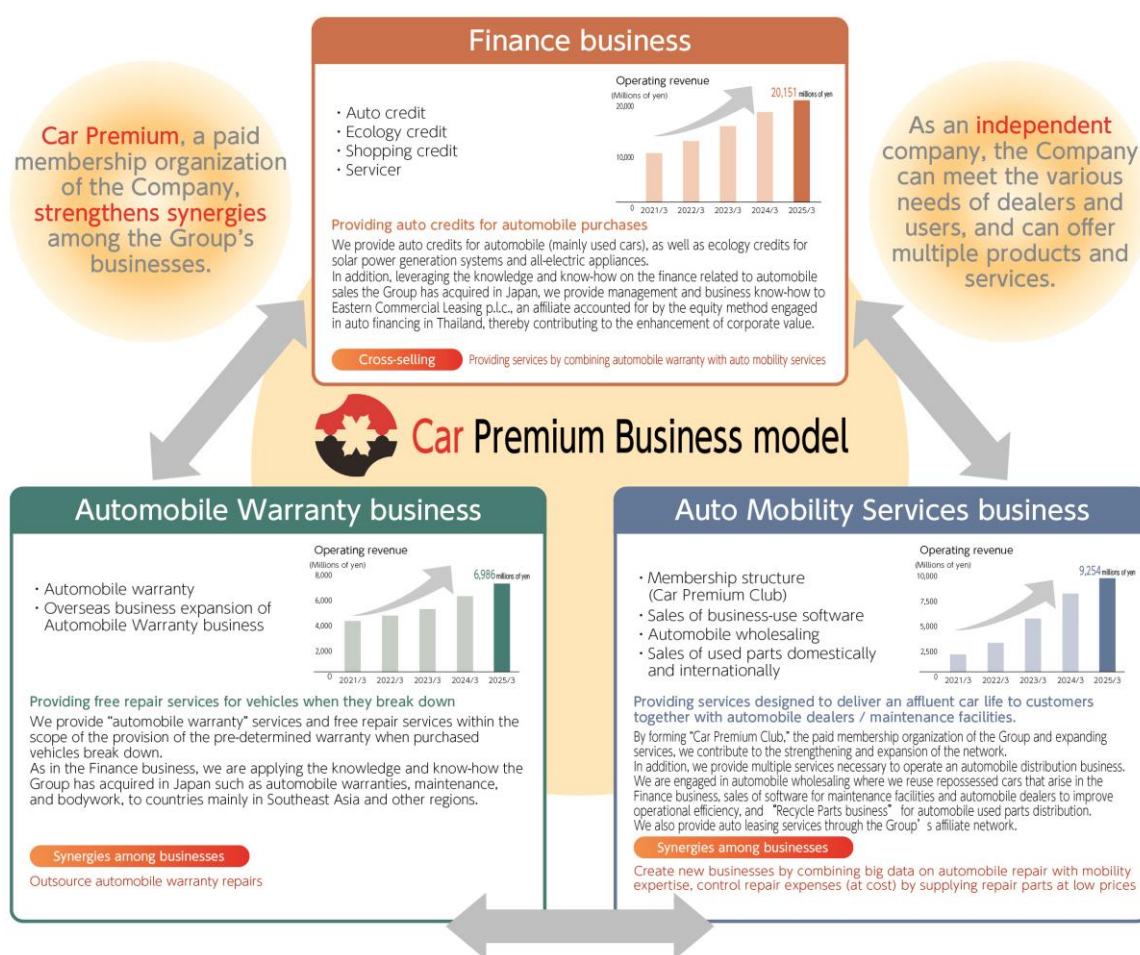 Finance business
・Auto credit
・Ecology credit
・Shopping credit
・Servicer
Operating revenue
(Millions of yen)
20,000
10,000
0
20,151 millions of yen
2021/3 2022/3 2023/3 2024/3 2025/3
Providing auto credits for automobile purchases
We provide auto credits for automobile (mainly used cars), as well as ecology credits for
solar power generation systems and all-electric appliances.
In addition, leveraging the knowledge and know-how on the finance related to automobile
sales the Group has acquired in Japan, we provide management and business know-how to
Eastern Commercial Leasing p.l.c., an affiliate accounted for by the equity method engaged
in auto financing in Thailand, thereby contributing to the enhancement of corporate value.
Cross-selling Providing services by combining automobile warranty with auto mobility services
Car Premium, a paid
membership organization
of the Company,
strengthens synergies
among the Group's
businesses.
As an independent
company, the Company
can meet the various
needs of dealers and
users, and can offer
multiple products and
services.
Car Premium Business model
Automobile Warranty business
・Automobile warranty
・Overseas business expansion of
Automobile Warranty business
Operating revenue
(Millions of yen)
8,000
6,000
4,000
2,000
0
6,986 millions of yen
2021/3 2022/3 2023/3 2024/3 2025/3
Providing free repair services for vehicles when they break down
We provide "automobile warranty" services and free repair services within the
scope of the provision of the pre-determined warranty when purchased
vehicles break down.
As in the Finance business, we are applying the knowledge and know-how the
Group has acquired in Japan such as automobile warranties, maintenance,
and bodywork, to countries mainly in Southeast Asia and other regions.
Synergies among businesses
Outsource automobile warranty repairs
Auto Mobility Services business
・Membership structure
(Car Premium Club)
・Sales of business-use software
・Automobile wholesaling
・Sales of used parts domestically
and internationally
Operating revenue
(Millions of yen)
10,000
7,500
5,000
2,500
0
9,254 millions of yen
2021/3 2022/3 2023/3 2024/3 2025/3
Providing services designed to deliver an affluent car life to customers
together with automobile dealers / maintenance facilities.
By forming "Car Premium Club," the paid membership organization of the Group and expanding
services, we contribute to the strengthening and expansion of the network.
In addition, we provide multiple services necessary to operate an automobile distribution business.
We are engaged in automobile wholesaling where we reuse repossessed cars that arise in the
Finance business, sales of software for maintenance facilities and automobile dealers to improve
operational efficiency, and "Recycle Parts business" for automobile used parts distribution.
We also provide auto leasing services through the Group's affiliate network.
Synergies among businesses
Create new businesses by combining big data on automobile repair with mobility
expertise, control repair expenses (at cost) by supplying repair parts at low prices